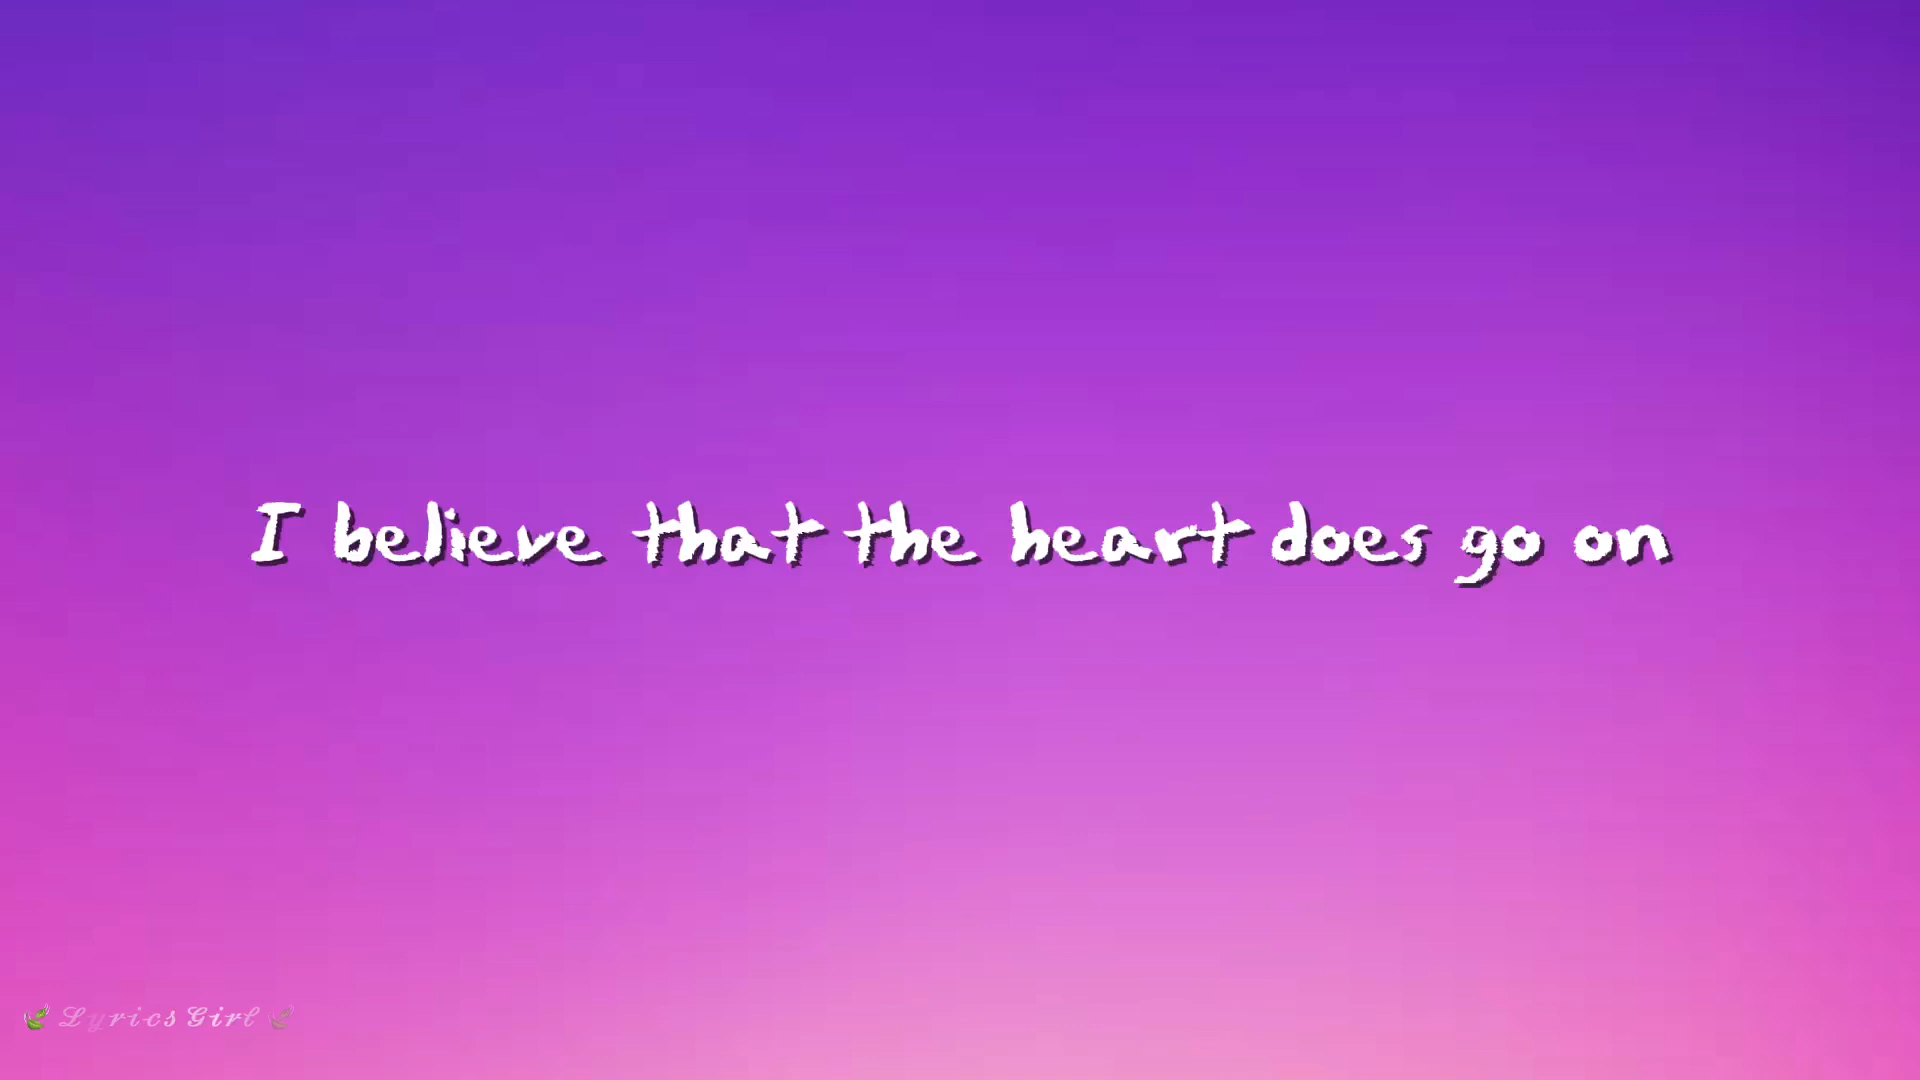 I believe that the heart does go on
🌿 Lyrics Girl 🌿